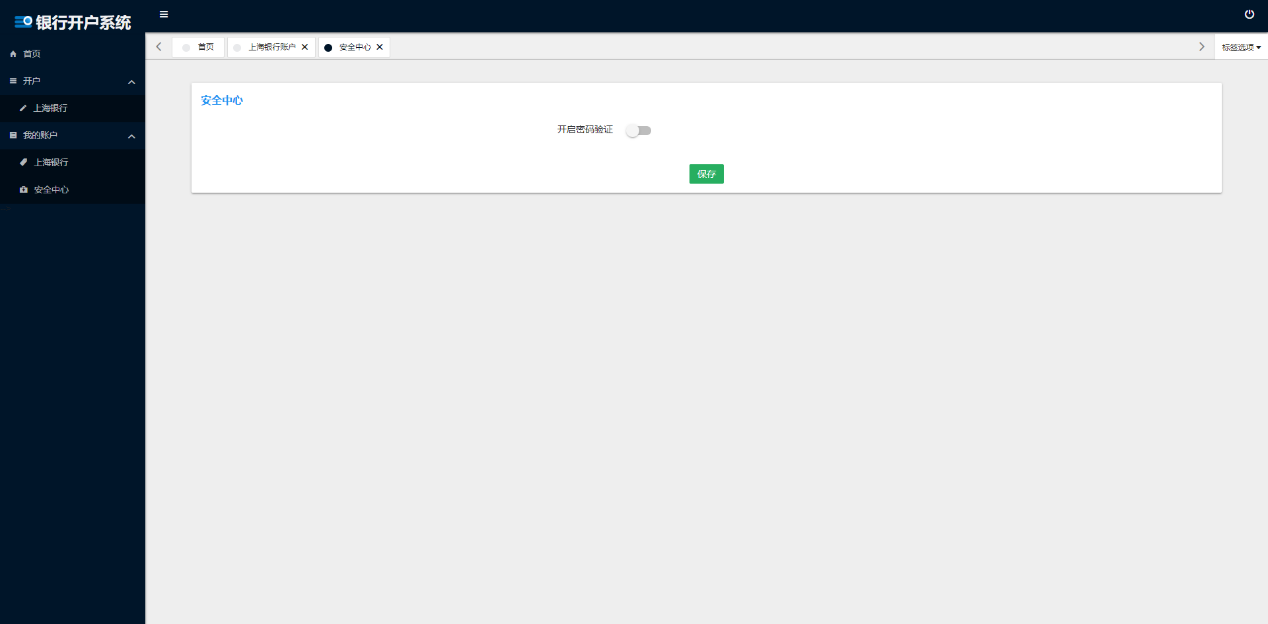 银行开户系统
首页
开户
上海银行
我的账户
上海银行
安全中心
首页
上海银行账户
安全中心
标签选项
安全中心
开启密码验证
保存